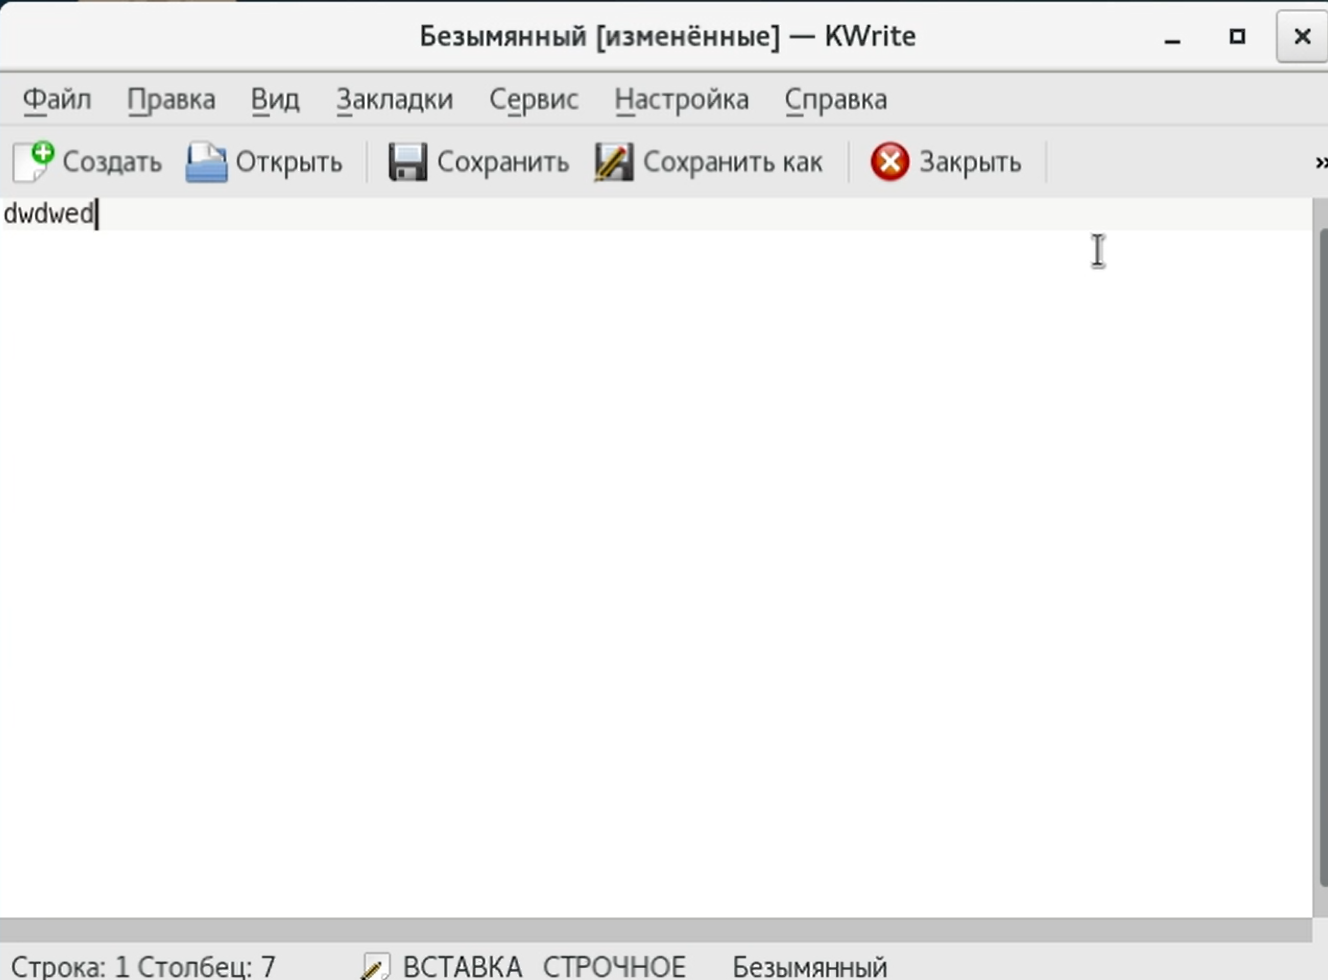 Безымянный [изменённые] — KWrite
Файл Правка Вид Закладки Сервис Настройка Справка
Создать Открыть Сохранить Сохранить как Закрыть »
dwdwed
Строка: 1 Столбец: 7 ВСТАВКА СТРОЧНОЕ Безымянный